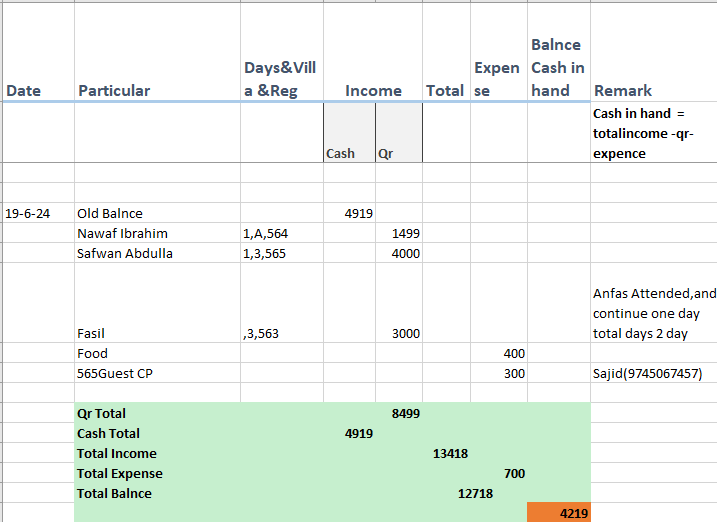 Date Particular Days&Villa &Reg Income Total Expense Balnce Cash in hand Remark
Cash Qr Cash in hand = totalincome -qr-expence
19-6-24 Old Balnce 4919
Nawaf Ibrahim 1,A,564 1499
Safwan Abdulla 1,3,565 4000
Fasil ,3,563 3000 Anfas Attended,and continue one day total days 2 day
Food 400
565Guest CP 300 Sajid(9745067457)
Qr Total 8499
Cash Total 4919
Total Income 13418
Total Expense 700
Total Balnce 12718
4219